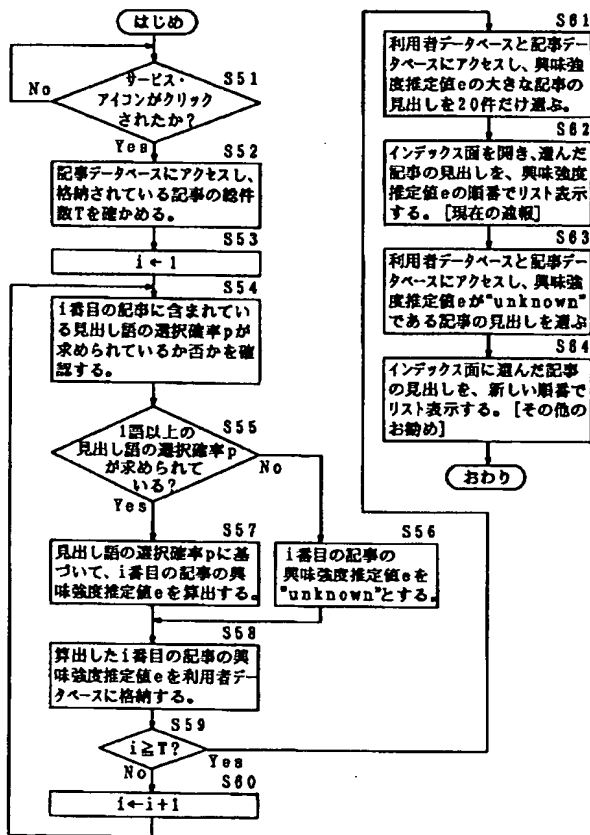 はじめ
S51
サービス・
アイコンがクリック
されたか?
No
Yes
S52
記事データベースにアクセスし、
格納されている記事の総件
数Tを確かめる。
S53
i←1
S54
i番目の記事に含まれてい
る見出し語の選択確率pが
求められているか否かを確
認する。
S55
1語以上の
見出し語の選択確率p
が求められて
いる?
No
Yes
S57
見出し語の選択確率pに基
づいて、i番目の記事の興
味強度推定値eを算出する。
S56
i番目の記事の
興味強度推定値eを
"unknown"とする。
S58
算出したi番目の記事の興
味強度推定値eを利用者デー
タベースに格納する。
S59
i≧T?
No
Yes
S60
i←i+1
S61
利用者データベースと記事デー
タベースにアクセスし、興味強
度推定値eの大きな記事の
見出しを20件だけ選ぶ。
S62
インデックス面を開き、選んだ
記事の見出しを、興味強度
推定値eの順番でリスト表示
する。[現在の速報]
S63
利用者データベースと記事デー
タベースにアクセスし、興味強
度推定値eが"unknown"
である記事の見出しを選ぶ
S64
インデックス面に選んだ記事
の見出しを、新しい順番で
リスト表示する。[その他の
お勧め]
おわり